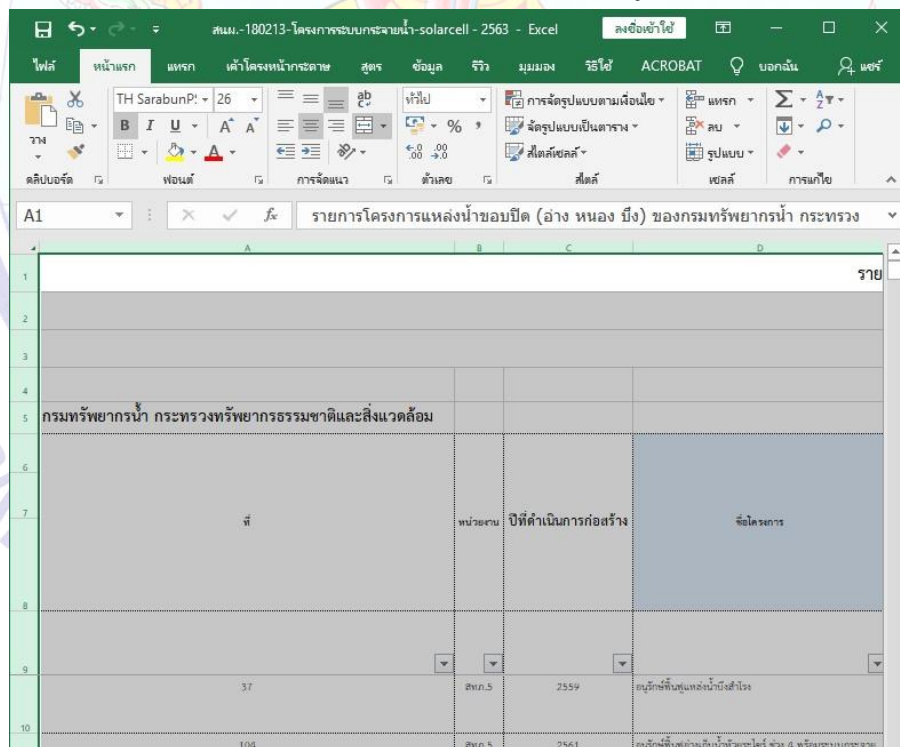 สนม.-180213-โครงการระบบกระจายน้ำ-solarcell - 2563 - Excel ลงชื่อเข้าใช้
ไฟล์ หน้าแรก แทรก เค้าโครงหน้ากระดาษ สูตร ข้อมูล รีวิว มุมมอง วิธีใช้ ACROBAT บอกฉัน แชร์
วาง TH SarabunP 26 ab ทั่วไป การจัดรูปแบบตามเงื่อนไข แทรก
B I U A A % จัดรูปแบบเป็นตาราง ลบ
A .00 .00 สไตล์เซลล์ รูปแบบ
คลิปบอร์ด ฟอนต์ การจัดแนว ตัวเลข สไตล์ เซลล์ การแก้ไข
A1 fx รายการโครงการแหล่งน้ำขอบปิด (อ่าง หนอง บึง) ของกรมทรัพยากรน้ำ กระทรวง
A B C D
1 ราย
2
3
4
5 กรมทรัพยากรน้ำ กระทรวงทรัพยากรธรรมชาติและสิ่งแวดล้อม
6
7 ที่ หน่วยงาน ปีที่ดำเนินการก่อสร้าง ชื่อโครงการ
8
9
37 สทภ.5 2559 อนุรักษ์ฟื้นฟูแหล่งน้ำบึงสำโรง
10
104 สทภ.5 2561